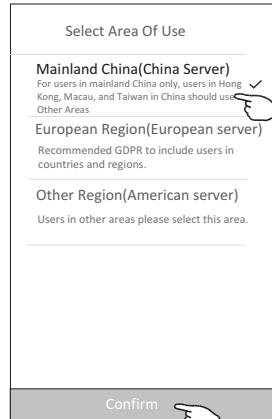 Select Area Of Use
Mainland China(China Server)
For users in mainland China only, users in Hong
Kong, Macau, and Taiwan in China should use
Other Areas
European Region(European server)
Recommended GDPR to include users in
countries and regions.
Other Region(American server)
Users in other areas please select this area.
Confirm